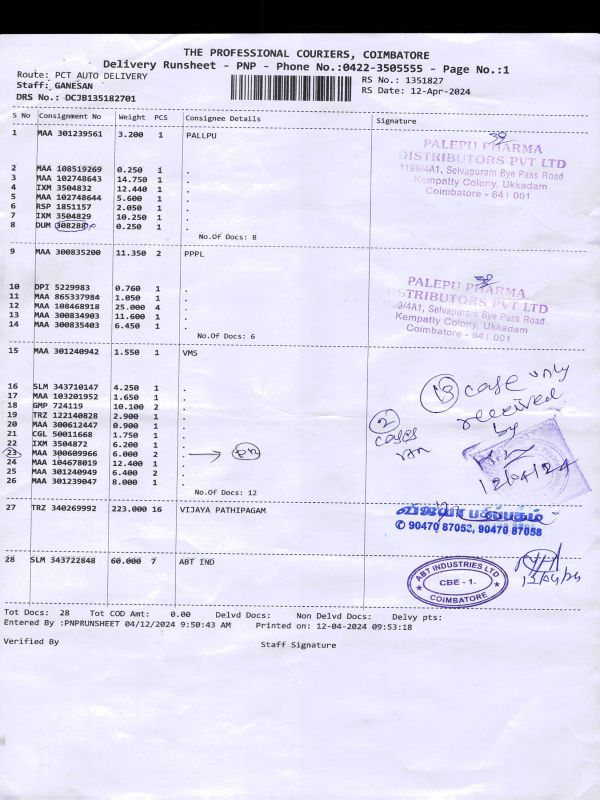 THE PROFESSIONAL COURIERS, COIMBATORE
Delivery Runsheet - PNP - Phone No.:0422-3505555 - Page No.:1
Route: PCT AUTO DELIVERY
Staff: GANESAN
DRS No.: DCJB135182701
RS No.: 1351827
RS Date: 12-Apr-2024
S No Consignment No Weight PCS Consignee Details Signature
1 MAA 301239561 3.200 1 PALLPU
PALEPU PHARMA
DISTRIBUTORS PVT LTD
1199/4A1, Selvapuram Bye Pass Road
Kempatty Colony, Ukkadam
Coimbatore - 641 001
2 MAA 108519269 0.250 1 .
3 MAA 102748643 14.750 1 .
4 IXM 3504832 12.440 1 .
5 MAA 102748644 5.600 1 .
6 RSP 1851157 2.050 1 .
7 IXM 3504829 10.250 1 .
8 DUM 308288 0.250 1 .
No.Of Docs: 8
9 MAA 300835200 11.350 2 PPPL
PALEPU PHARMA
DISTRIBUTORS PVT LTD
9/4A1, Selvapuram Bye Pass Road
Kempatty Colony, Ukkadam
Coimbatore - 641 001
10 DPI 5229983 0.760 1 .
11 MAA 865337984 1.050 1 .
12 MAA 108468918 25.000 4 .
13 MAA 300834903 11.600 1 .
14 MAA 300835403 6.450 1 .
No.Of Docs: 6
15 MAA 301240942 1.550 1 VMS
16 SLM 343710147 4.250 1 .
17 MAA 103201952 1.650 1 .
18 GMP 724119 10.100 2 .
19 TRZ 122140828 2.900 1 .
20 MAA 300612447 0.900 1 .
21 CGL 50011668 1.750 1 .
22 IXM 3504872 6.200 1 .
23 MAA 300609966 6.000 2 .
24 MAA 104678019 12.400 1 .
25 MAA 301240949 6.400 2 .
26 MAA 301239047 8.000 1 .
No.Of Docs: 12
13 case only
received
by
2
cases
12/04/24
27 TRZ 340269992 223.000 16 VIJAYA PATHIPAGAM
விஜயா பதிப்பகம்
✆ 90470 87053, 90470 87058
28 SLM 343722848 60.000 7 ABT IND
ABT INDUSTRIES LTD
CBE - 1.
COIMBATORE
Tot Docs: 28 Tot COD Amt: 0.00 Delvd Docs: Non Delvd Docs: Delvy pts:
Entered By :PNPRUNSHEET 04/12/2024 9:50:43 AM Printed on: 12-04-2024 09:53:18
Verified By Staff Signature